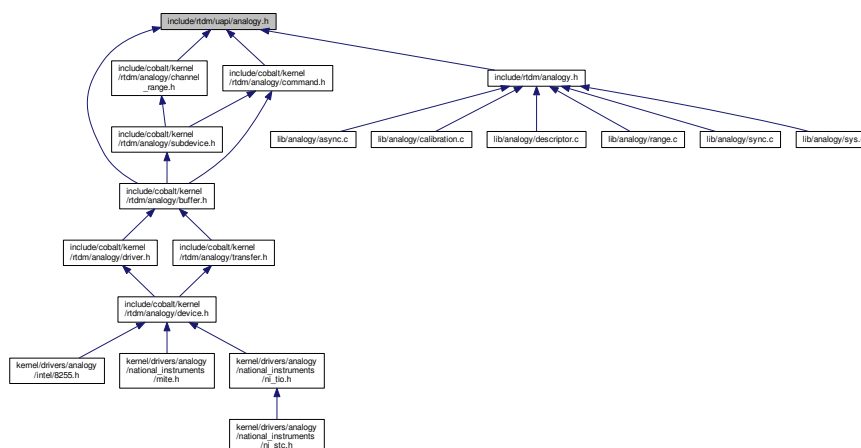 include/rtdm/uapi/analogy.h
include/cobalt/kernel
/rtdm/analogy/channel
_range.h
include/cobalt/kernel
/rtdm/analogy/command.h
include/rtdm/analogy.h
include/cobalt/kernel
/rtdm/analogy/subdevice.h
lib/analogy/async.c
lib/analogy/calibration.c
lib/analogy/descriptor.c
lib/analogy/range.c
lib/analogy/sync.c
lib/analogy/sys.
include/cobalt/kernel
/rtdm/analogy/buffer.h
include/cobalt/kernel
/rtdm/analogy/driver.h
include/cobalt/kernel
/rtdm/analogy/transfer.h
include/cobalt/kernel
/rtdm/analogy/device.h
kernel/drivers/analogy
/intel/8255.h
kernel/drivers/analogy
/national_instruments
/mite.h
kernel/drivers/analogy
/national_instruments
/ni_tio.h
kernel/drivers/analogy
/national_instruments
/ni_stc.h